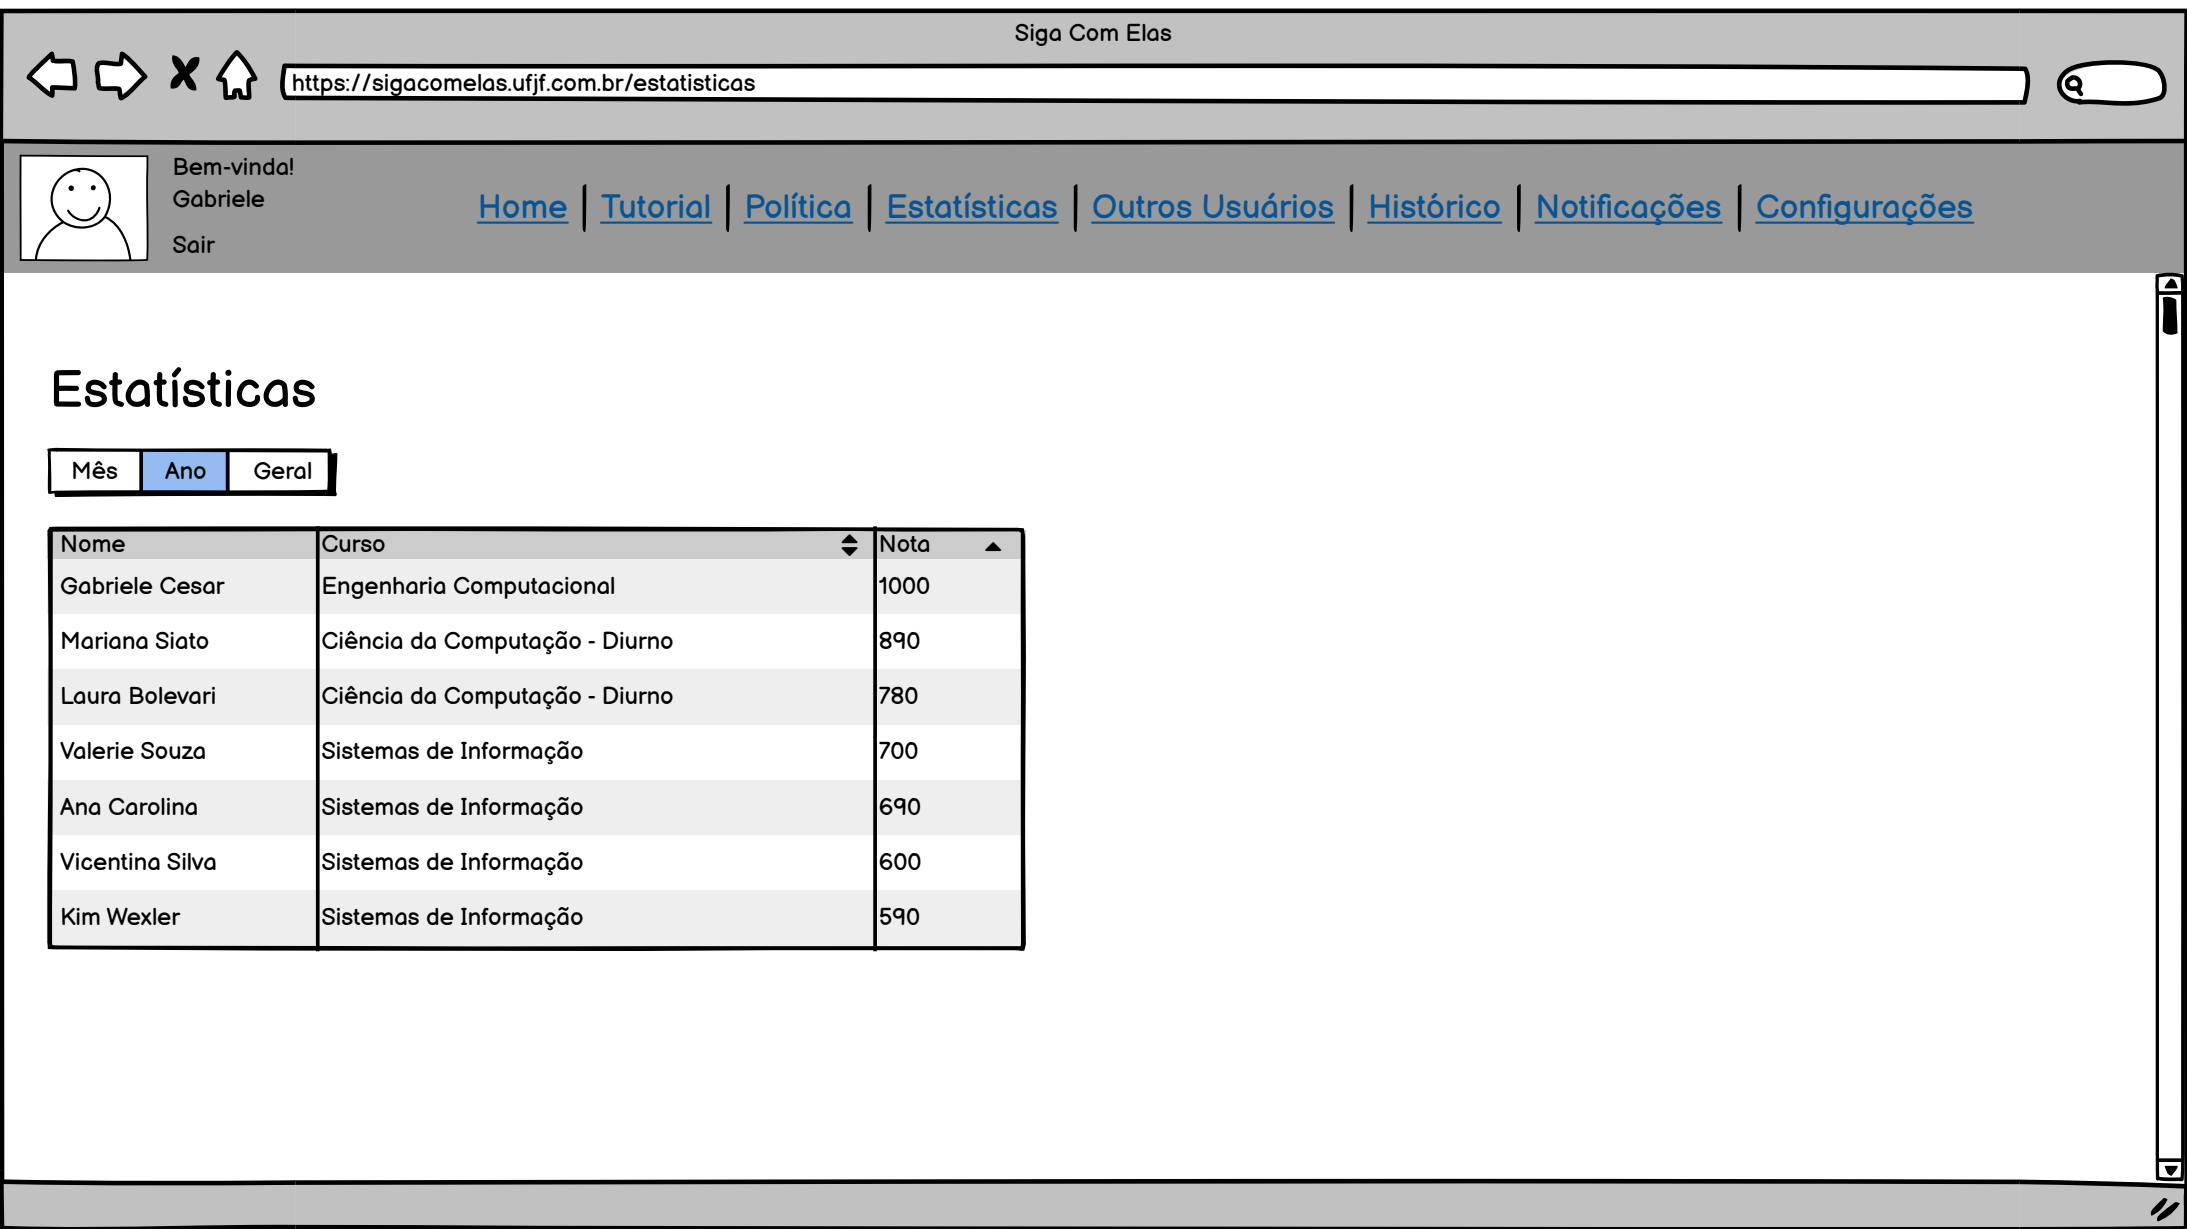 Siga Com Elas
https://sigacomelas.ufjf.com.br/estatisticas
Bem-vinda!
Gabriele
Sair
Home | Tutorial | Política | Estatísticas | Outros Usuários | Histórico | Notificações | Configurações
Estatísticas
Mês Ano Geral
Nome Curso Nota
Gabriele Cesar Engenharia Computacional 1000
Mariana Siato Ciência da Computação - Diurno 890
Laura Bolevari Ciência da Computação - Diurno 780
Valerie Souza Sistemas de Informação 700
Ana Carolina Sistemas de Informação 690
Vicentina Silva Sistemas de Informação 600
Kim Wexler Sistemas de Informação 590